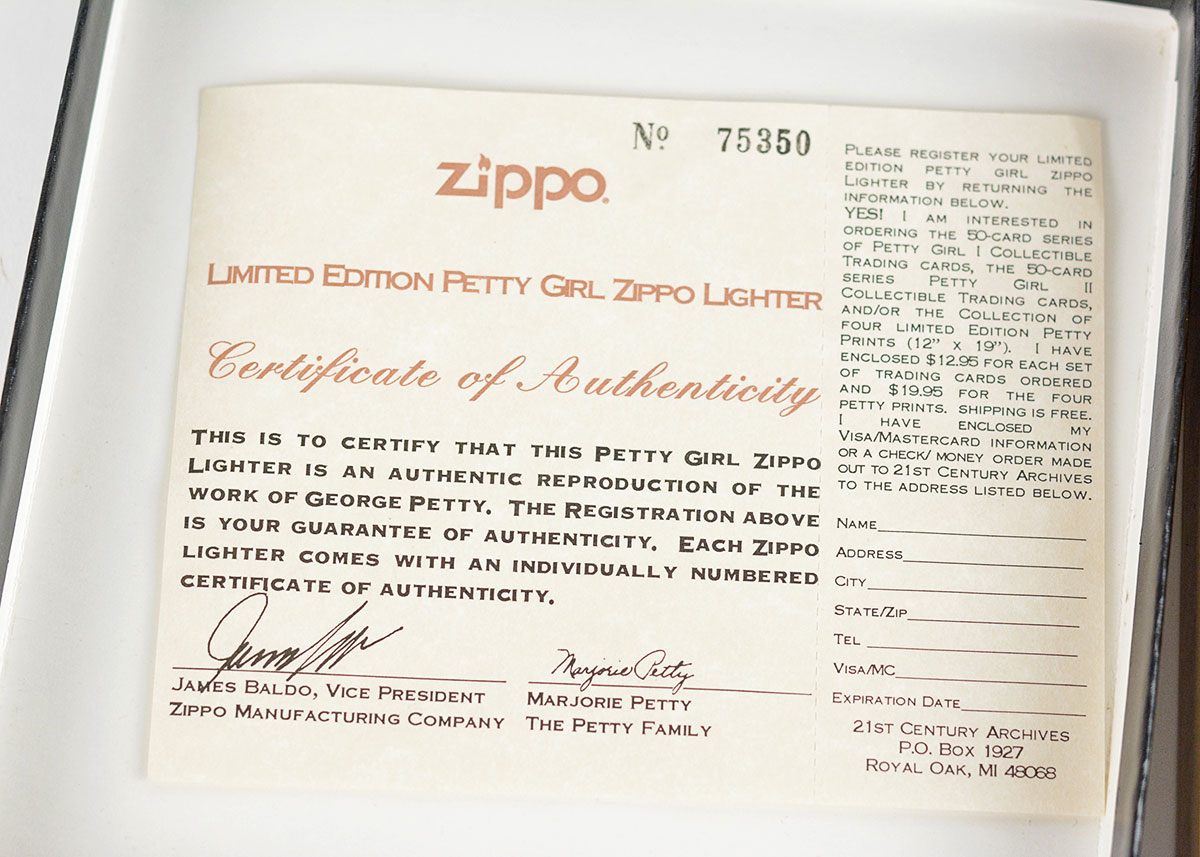 Nº 75350
Zippo®
LIMITED EDITION PETTY GIRL ZIPPO LIGHTER
Certificate of Authenticity
THIS IS TO CERTIFY THAT THIS PETTY GIRL ZIPPO
LIGHTER IS AN AUTHENTIC REPRODUCTION OF THE
WORK OF GEORGE PETTY. THE REGISTRATION ABOVE
IS YOUR GUARANTEE OF AUTHENTICITY. EACH ZIPPO
LIGHTER COMES WITH AN INDIVIDUALLY NUMBERED
CERTIFICATE OF AUTHENTICITY.
JAMES BALDO, VICE PRESIDENT
ZIPPO MANUFACTURING COMPANY
Marjorie Petty
MARJORIE PETTY
THE PETTY FAMILY
PLEASE REGISTER YOUR LIMITED
EDITION PETTY GIRL ZIPPO
LIGHTER BY RETURNING THE
INFORMATION BELOW.
YES! I AM INTERESTED IN
ORDERING THE 50-CARD SERIES
OF PETTY GIRL I COLLECTIBLE
TRADING CARDS, THE 50-CARD
SERIES PETTY GIRL II
COLLECTIBLE TRADING CARDS,
AND/OR THE COLLECTION OF
FOUR LIMITED EDITION PETTY
PRINTS (12" X 19"). I HAVE
ENCLOSED $12.95 FOR EACH SET
OF TRADING CARDS ORDERED
AND $19.95 FOR THE FOUR
PETTY PRINTS. SHIPPING IS FREE.
I HAVE ENCLOSED MY
VISA/MASTERCARD INFORMATION
OR A CHECK/ MONEY ORDER MADE
OUT TO 21ST CENTURY ARCHIVES
TO THE ADDRESS LISTED BELOW.
NAME
ADDRESS
CITY
STATE/ZIP
TEL
VISA/MC
EXPIRATION DATE
21ST CENTURY ARCHIVES
P.O. BOX 1927
ROYAL OAK, MI 48068